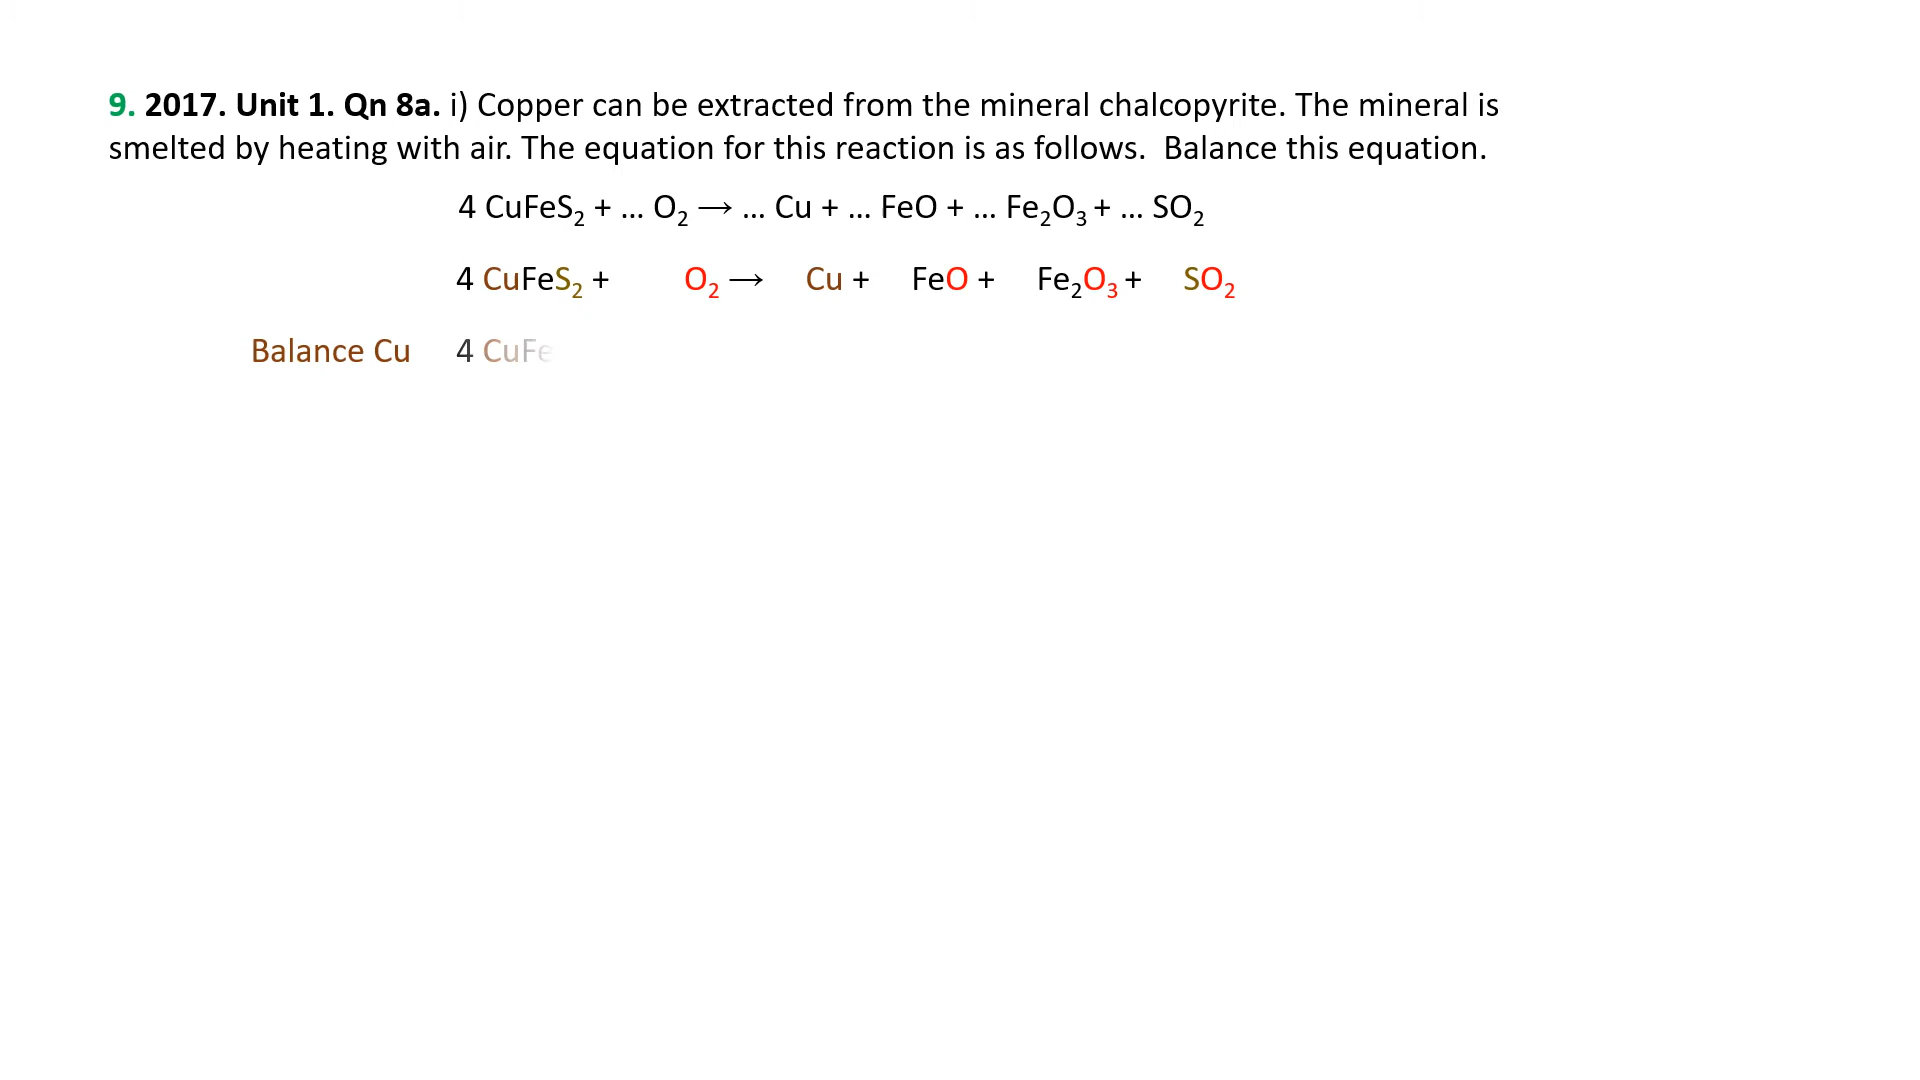 9. 2017. Unit 1. Qn 8a. i) Copper can be extracted from the mineral chalcopyrite. The mineral is
smelted by heating with air. The equation for this reaction is as follows.  Balance this equation.
4 CuFeS₂ + ... O₂ → ... Cu + ... FeO + ... Fe₂O₃ + ... SO₂
4 CuFeS₂ + O₂ → Cu + FeO + Fe₂O₃ + SO₂
Balance Cu 4 CuFe